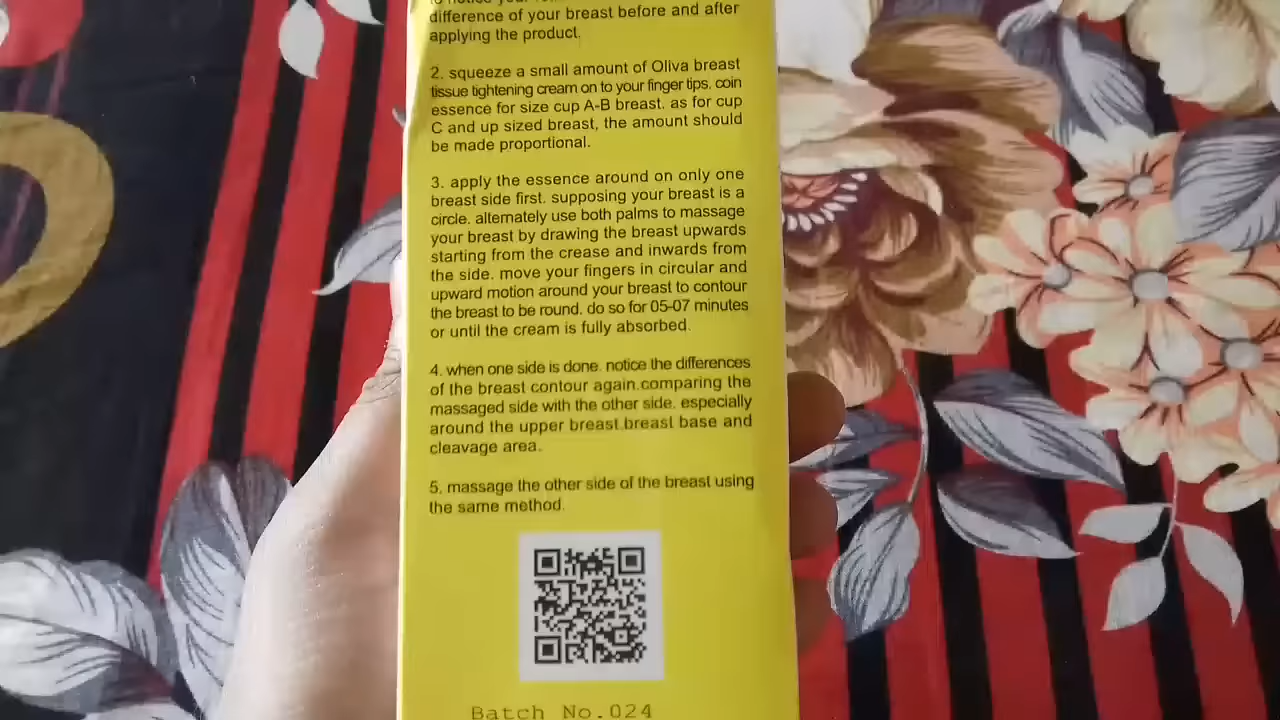 difference of your breast before and after
applying the product.
2. squeeze a small amount of Oliva breast
tissue tightening cream on to your finger tips. coin
essence for size cup A-B breast. as for cup
C and up sized breast, the amount should
be made proportional.
3. apply the essence around on only one
breast side first. supposing your breast is a
circle. alternately use both palms to massage
your breast by drawing the breast upwards
starting from the crease and inwards from
the side. move your fingers in circular and
upward motion around your breast to contour
the breast to be round. do so for 05-07 minutes
or until the cream is fully absorbed.
4. when one side is done. notice the differences
of the breast contour again.comparing the
massaged side with the other side. especially
around the upper breast.breast base and
cleavage area.
5. massage the other side of the breast using
the same method.
Batch No.024